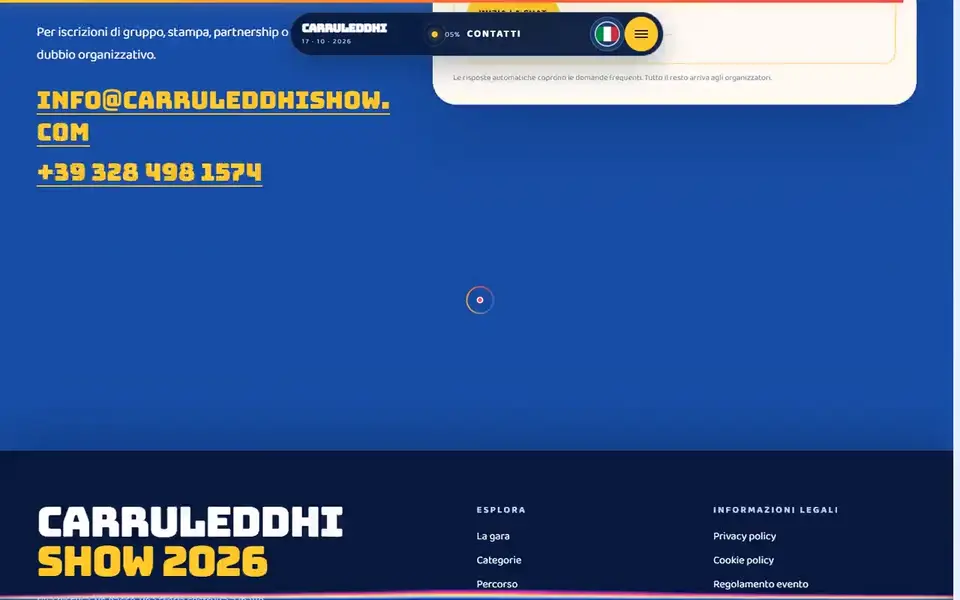 CARRULEDDHI
17 · 10 · 2026
05% CONTATTI
Per iscrizioni di gruppo, stampa, partnership o
dubbio organizzativo.
INFO@CARRULEDDHISHOW.
COM
+39 328 498 1574
Le risposte automatiche coprono le domande frequenti. Tutto il resto arriva agli organizzatori.
CARRULEDDHI
SHOW 2026
ESPLORA
La gara
Categorie
Percorso
INFORMAZIONI LEGALI
Privacy policy
Cookie policy
Regolamento evento